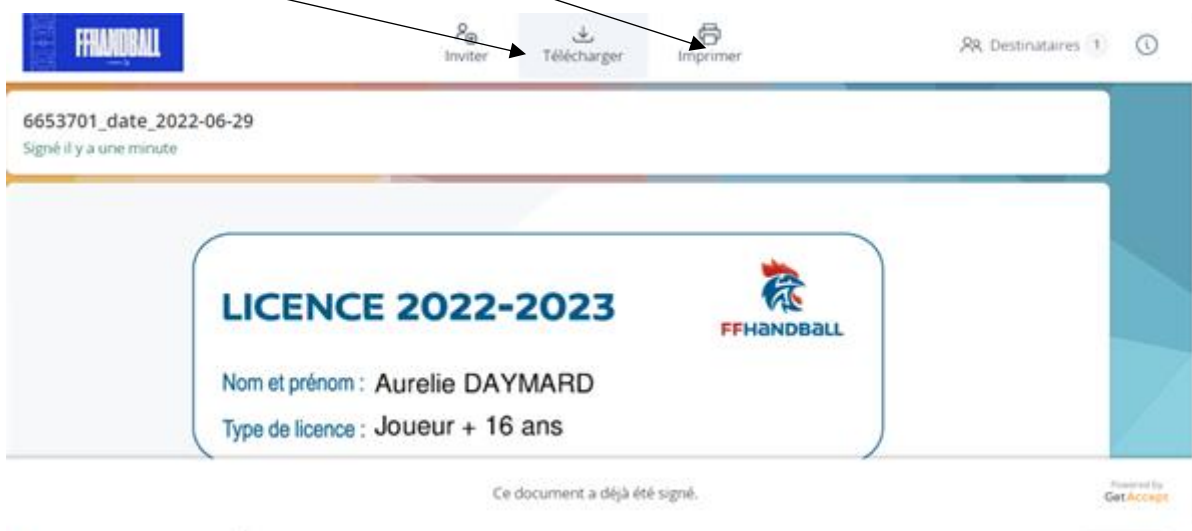 FFHANDBALL
Inviter
Télécharger
Imprimer
Destinataires 1
6653701_date_2022-06-29
Signé il y a une minute
LICENCE 2022-2023
FFHANDBALL
Nom et prénom : Aurelie DAYMARD
Type de licence : Joueur + 16 ans
Ce document a déjà été signé.
Powered by
GetAccept